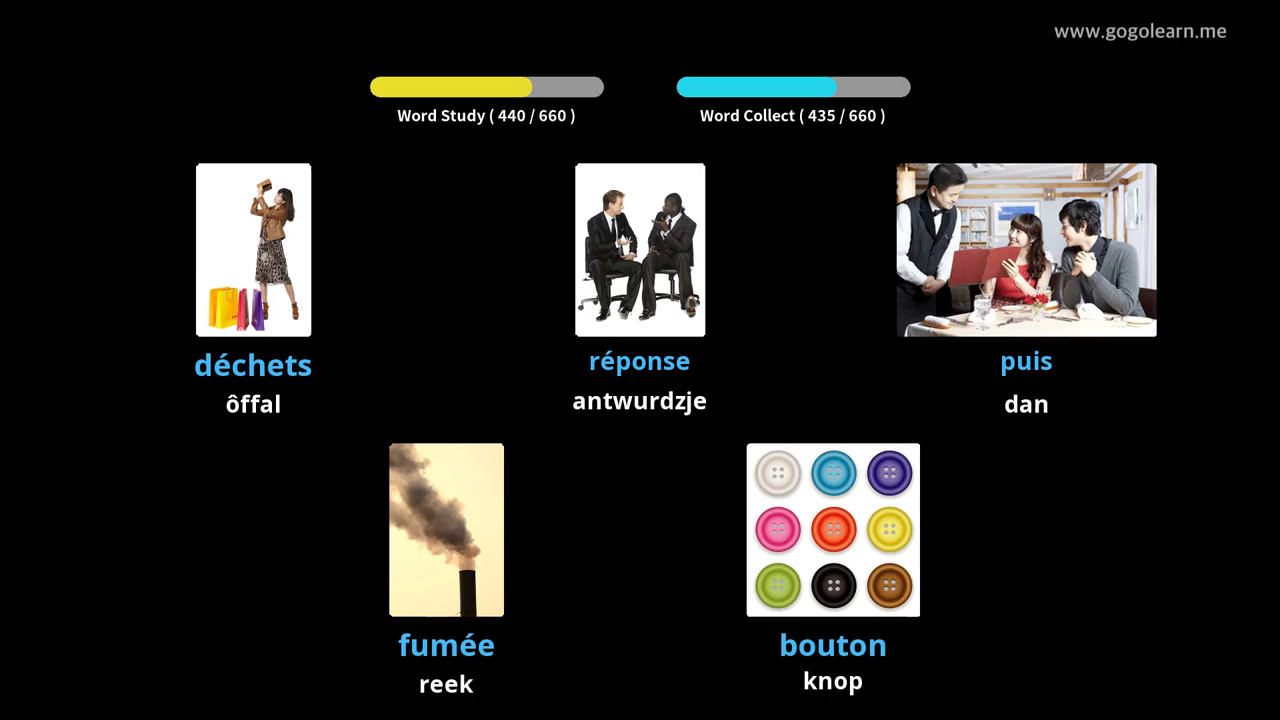 www.gogolearn.me
Word Study ( 440 / 660 )
Word Collect ( 435 / 660 )
déchets
ôffal
réponse
antwurdzje
puis
dan
fumée
reek
bouton
knop